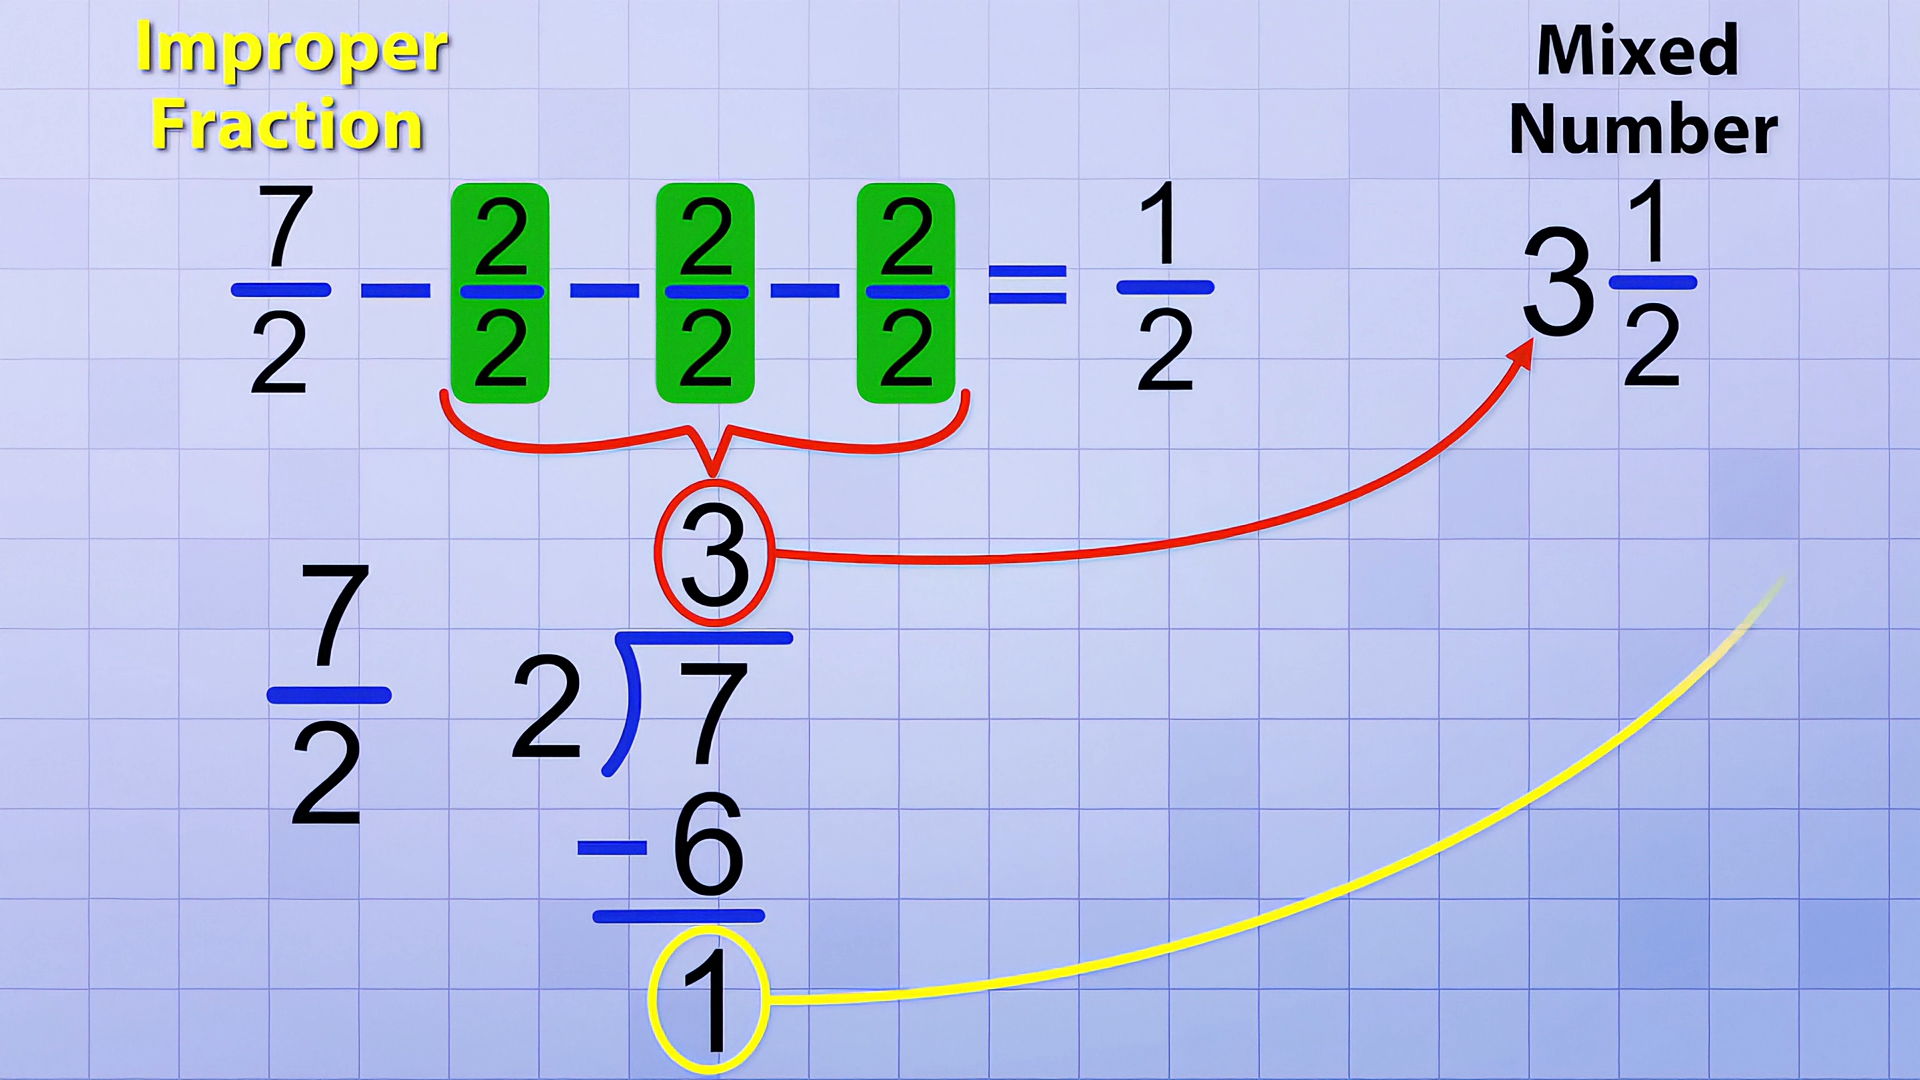 Improper
Fraction
Mixed
Number
7/2 − 2/2 − 2/2 − 2/2 = 1/2
3 1/2
3
7/2
2)7
− 6
1